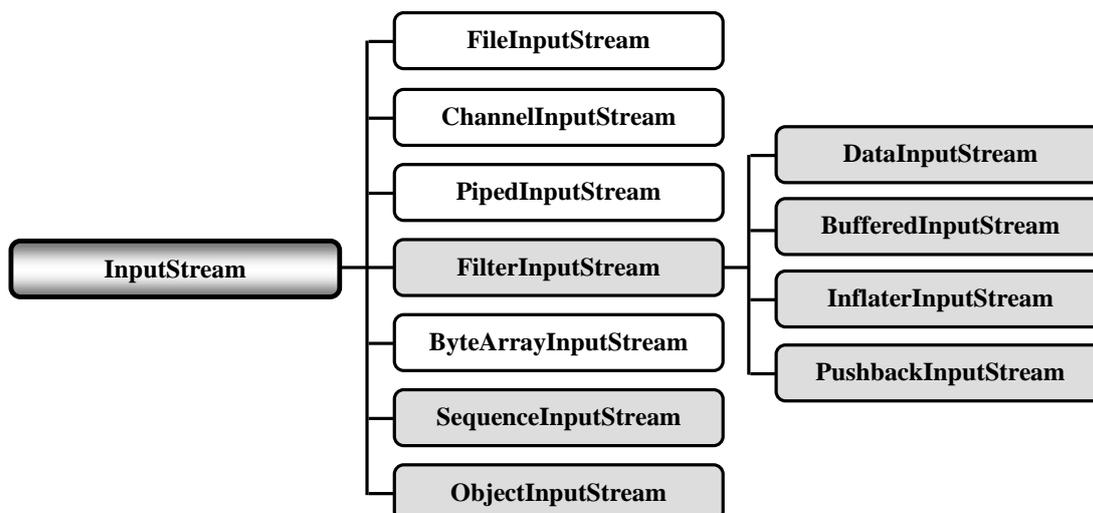 InputStream
FileInputStream
ChannelInputStream
PipedInputStream
FilterInputStream
ByteArrayInputStream
SequenceInputStream
ObjectInputStream
DataInputStream
BufferedInputStream
InflaterInputStream
PushbackInputStream